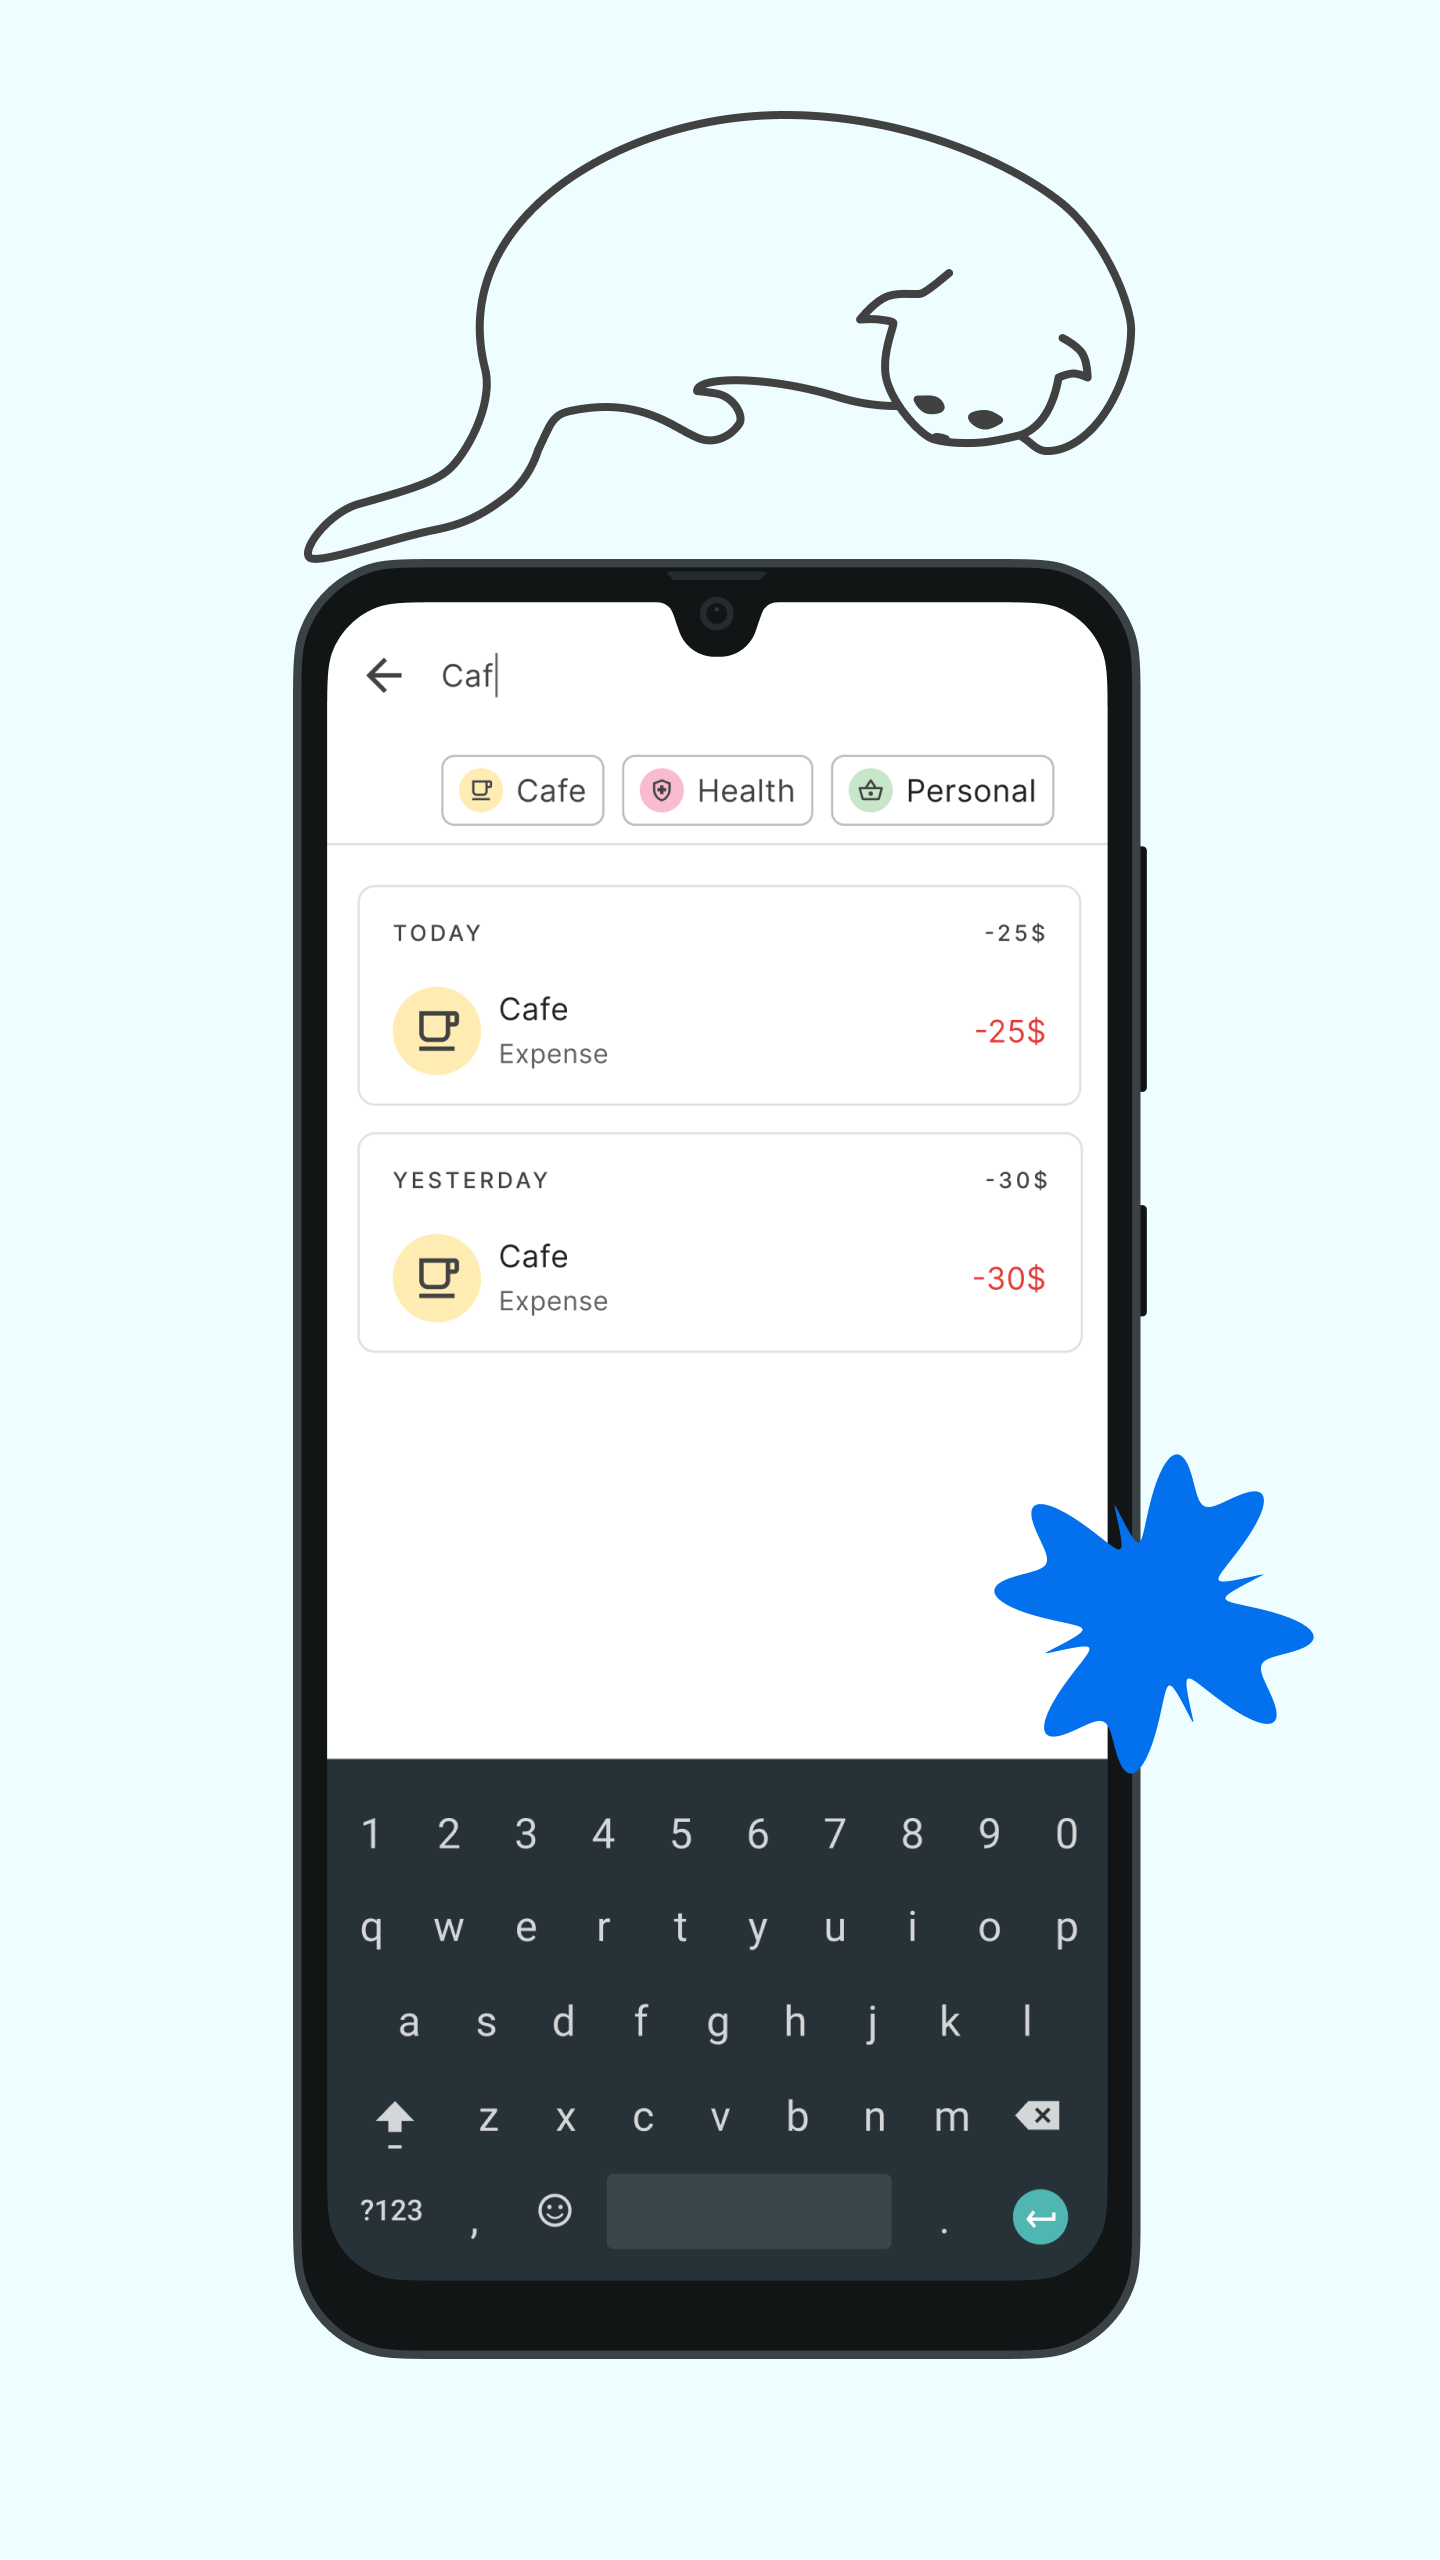 Caf
Cafe Health Personal
TODAY -25$
Cafe
Expense
-25$
YESTERDAY -30$
Cafe
Expense
-30$
1 2 3 4 5 6 7 8 9 0
q w e r t y u i o p
a s d f g h j k l
z x c v b n m
?123 , .